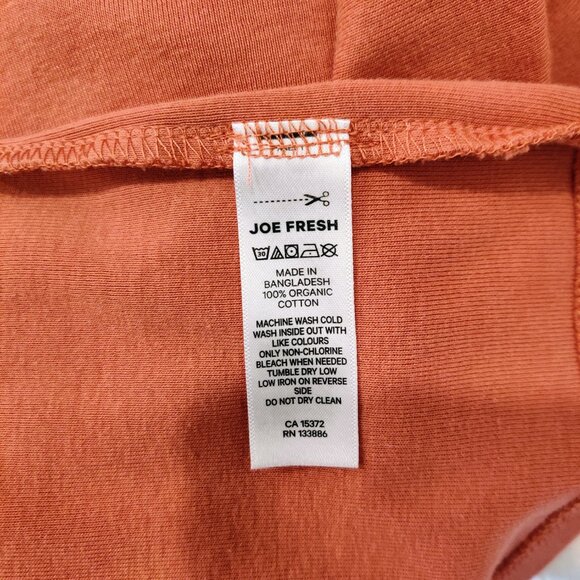 JOE FRESH
30
MADE IN
BANGLADESH
100% ORGANIC
COTTON
MACHINE WASH COLD
WASH INSIDE OUT WITH
LIKE COLOURS
ONLY NON-CHLORINE
BLEACH WHEN NEEDED
TUMBLE DRY LOW
LOW IRON ON REVERSE
SIDE
DO NOT DRY CLEAN
CA 15372
RN 133886